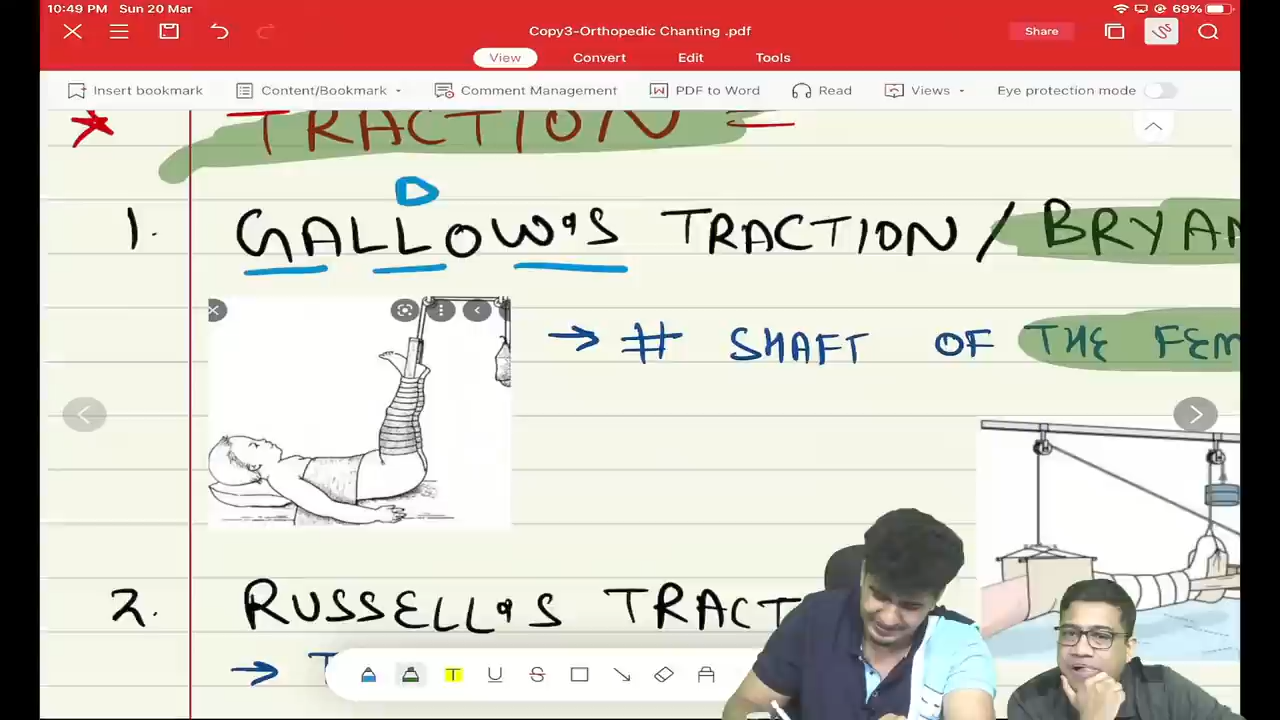 10:49 PM Sun 20 Mar 69%
Copy3-Orthopedic Chanting .pdf
Share
View Convert Edit Tools
Insert bookmark Content/Bookmark Comment Management PDF to Word Read Views Eye protection mode
TRACTION =
1. GALLOW's TRACTION / BRYAN
→ # SHAFT OF THE FEM
2. RUSSELL's TRACT
→ T
T U S